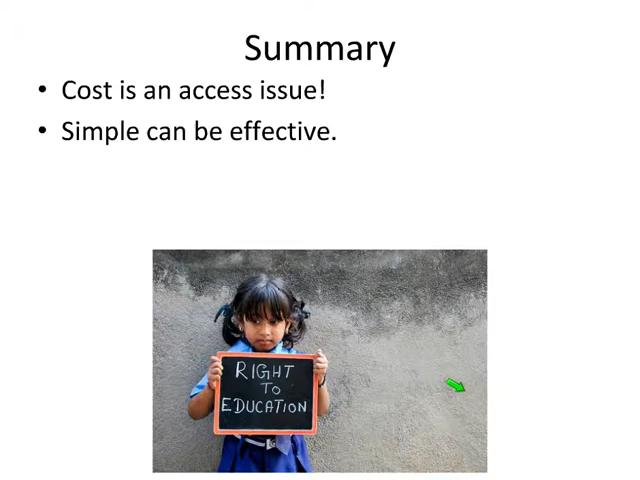 Summary
• Cost is an access issue!
• Simple can be effective.
RIGHT
TO
EDUCATION